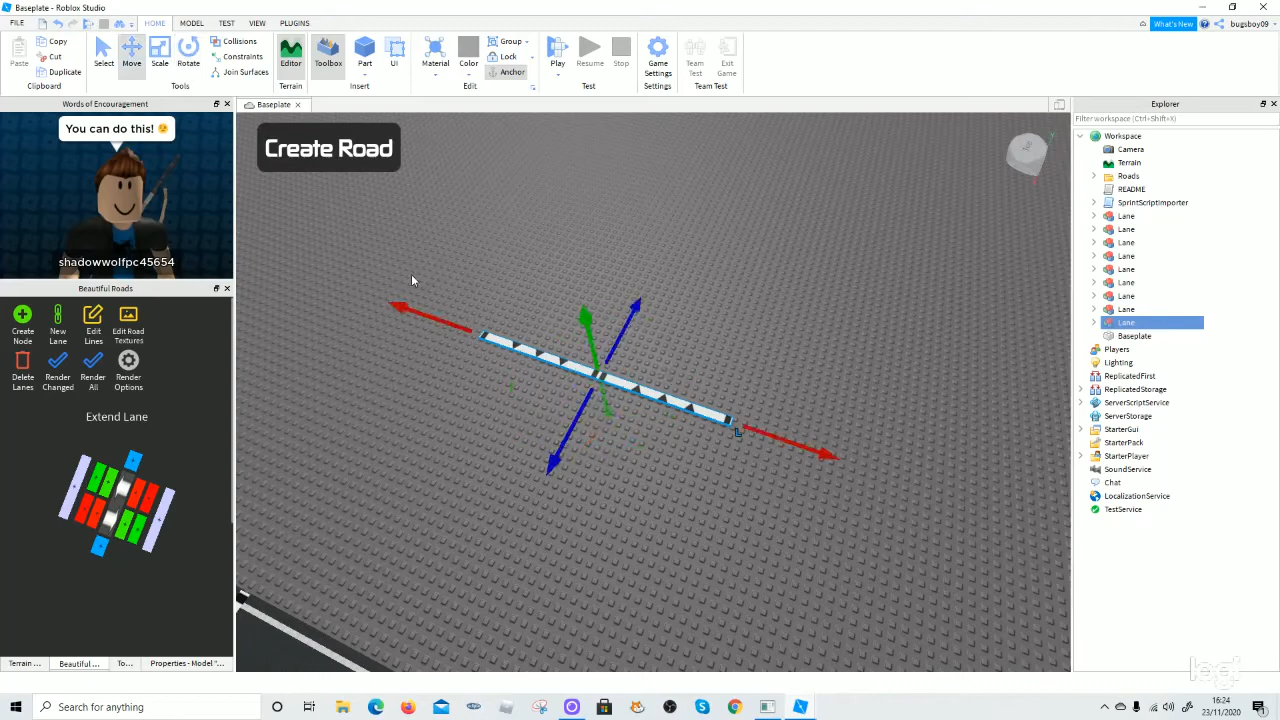 Baseplate - Roblox Studio
FILE
HOME
MODEL
TEST
VIEW
PLUGINS
What's New
bugsboy09
Paste
Copy
Cut
Duplicate
Clipboard
Select
Move
Scale
Rotate
Collisions
Constraints
Join Surfaces
Tools
Editor
Terrain
Toolbox
Part
UI
Insert
Material
Color
Group
Lock
Anchor
Edit
Play
Resume
Stop
Test
Game
Settings
Settings
Team
Test
Exit
Game
Team Test
Words of Encouragement
You can do this!
shadowwolfpc45654
Beautiful Roads
Create
Node
New
Lane
Edit
Lines
Edit Road
Textures
Delete
Lanes
Render
Changed
Render
All
Render
Options
Extend Lane
Terrain ...
Beautiful ...
To...
Properties - Model "...
Baseplate
Create Road
Explorer
Filter workspace (Ctrl+Shift+X)
Workspace
Camera
Terrain
Roads
README
SprintScriptImporter
Lane
Lane
Lane
Lane
Lane
Lane
Lane
Lane
Lane
Baseplate
Players
Lighting
ReplicatedFirst
ReplicatedStorage
ServerScriptService
ServerStorage
StarterGui
StarterPack
StarterPlayer
SoundService
Chat
LocalizationService
TestService
Search for anything
16:24
23/11/2020